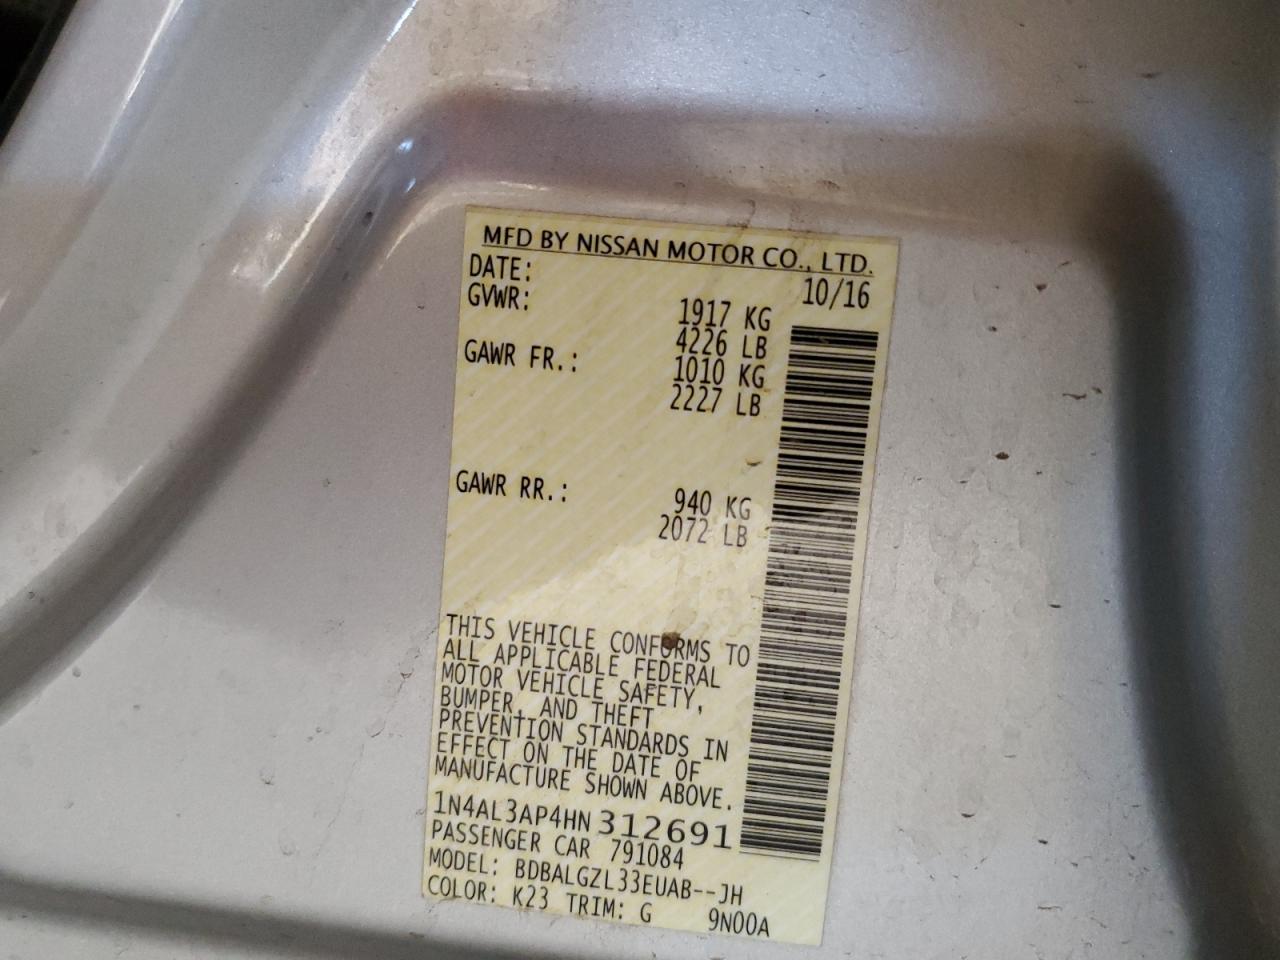 MFD BY NISSAN MOTOR CO., LTD.
DATE: 10/16
GVWR: 1917 KG
4226 LB
GAWR FR.: 1010 KG
2227 LB
GAWR RR.: 940 KG
2072 LB
THIS VEHICLE CONFORMS TO
ALL APPLICABLE FEDERAL
MOTOR VEHICLE SAFETY,
BUMPER, AND THEFT
PREVENTION STANDARDS IN
EFFECT ON THE DATE OF
MANUFACTURE SHOWN ABOVE.
1N4AL3AP4HN312691
PASSENGER CAR 791084
MODEL: BDBALGZL33EUAB--JH
COLOR: K23 TRIM: G 9N00A